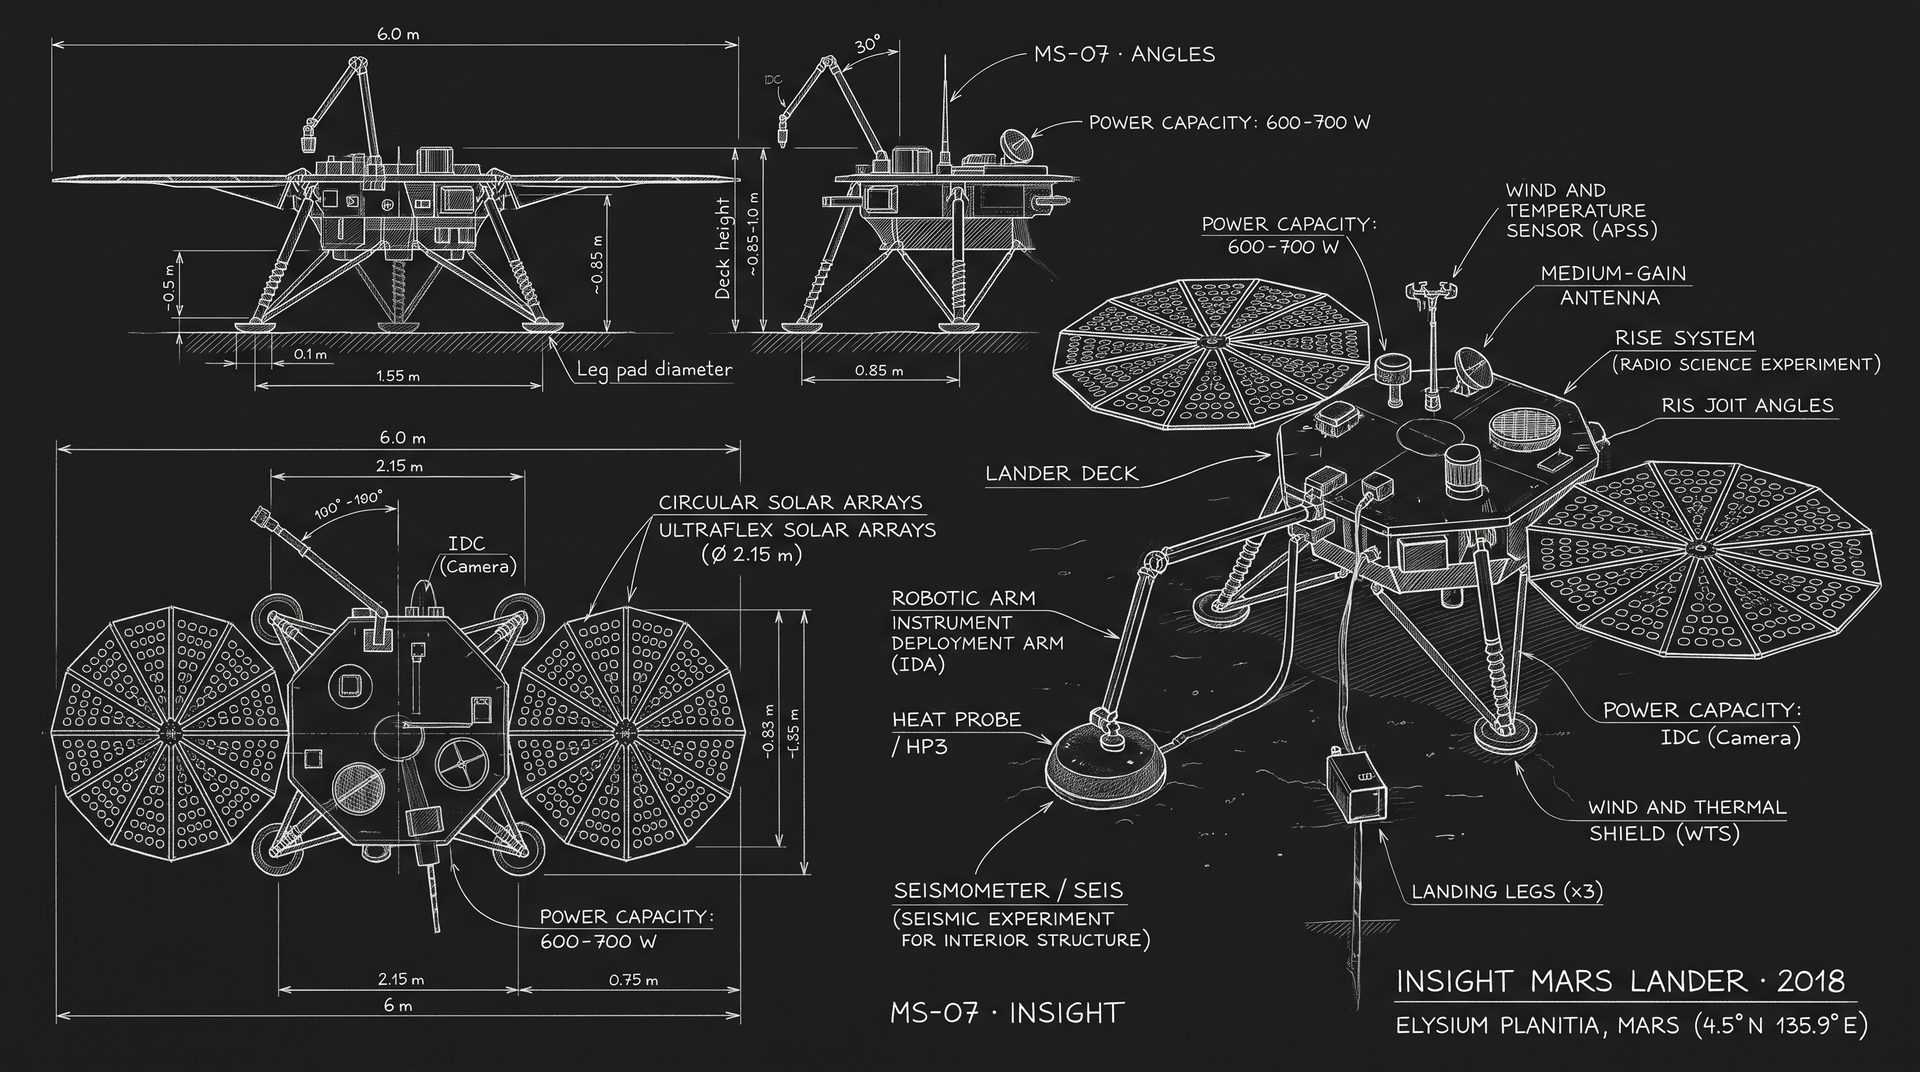 6.0 m
30°
IDC
MS-07 · ANGLES
POWER CAPACITY: 600-700 W
~0.5 m
~0.85 m
Deck height
~0.85-1.0 m
0.1 m
1.55 m
Leg pad diameter
0.85 m
6.0 m
2.15 m
IDC
(Camera)
CIRCULAR SOLAR ARRAYS
ULTRAFLEX SOLAR ARRAYS
(Ø 2.15 m)
-0.83 m
POWER CAPACITY:
600-700 W
2.15 m
0.75 m
6 m
POWER CAPACITY:
600-700 W
WIND AND
TEMPERATURE
SENSOR (APSS)
MEDIUM-GAIN
ANTENNA
RISE SYSTEM
(RADIO SCIENCE EXPERIMENT)
RIS JOIT ANGLES
LANDER DECK
ROBOTIC ARM
INSTRUMENT
DEPLOYMENT ARM
(IDA)
HEAT PROBE
/ HP3
SEISMOMETER / SEIS
(SEISMIC EXPERIMENT
FOR INTERIOR STRUCTURE)
POWER CAPACITY:
IDC (Camera)
WIND AND THERMAL
SHIELD (WTS)
LANDING LEGS (×3)
MS-07 · INSIGHT
INSIGHT MARS LANDER · 2018
ELYSIUM PLANITIA, MARS (4.5° N 135.9° E)